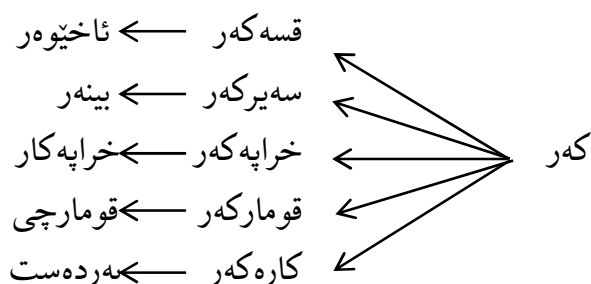 قسەکەر ئاخێوەر
سەیرکەر بینەر
کەر خراپەکەر خراپەکار
قومارکەر قومارچی
کارەکەر بەردەست